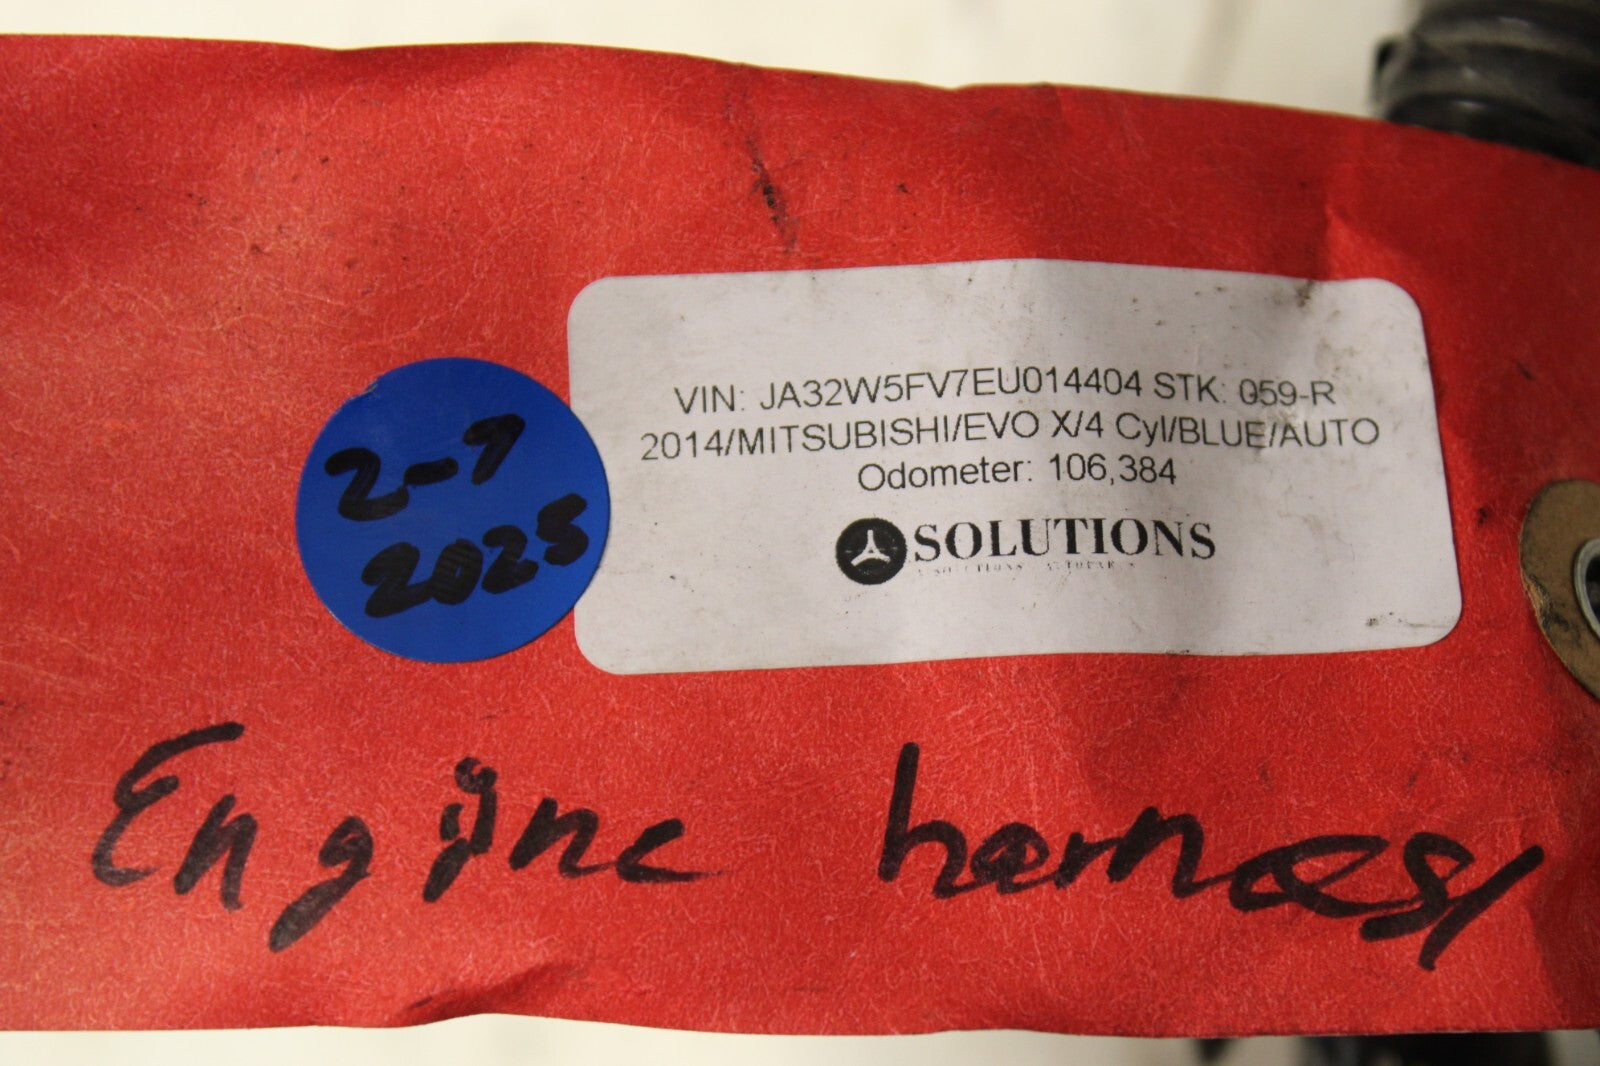 VIN: JA32W5FV7EU014404 STK: 059-R
2014/MITSUBISHI/EVO X/4 Cyl/BLUE/AUTO
Odometer: 106,384
SOLUTIONS
2-7
2025
Engine harness